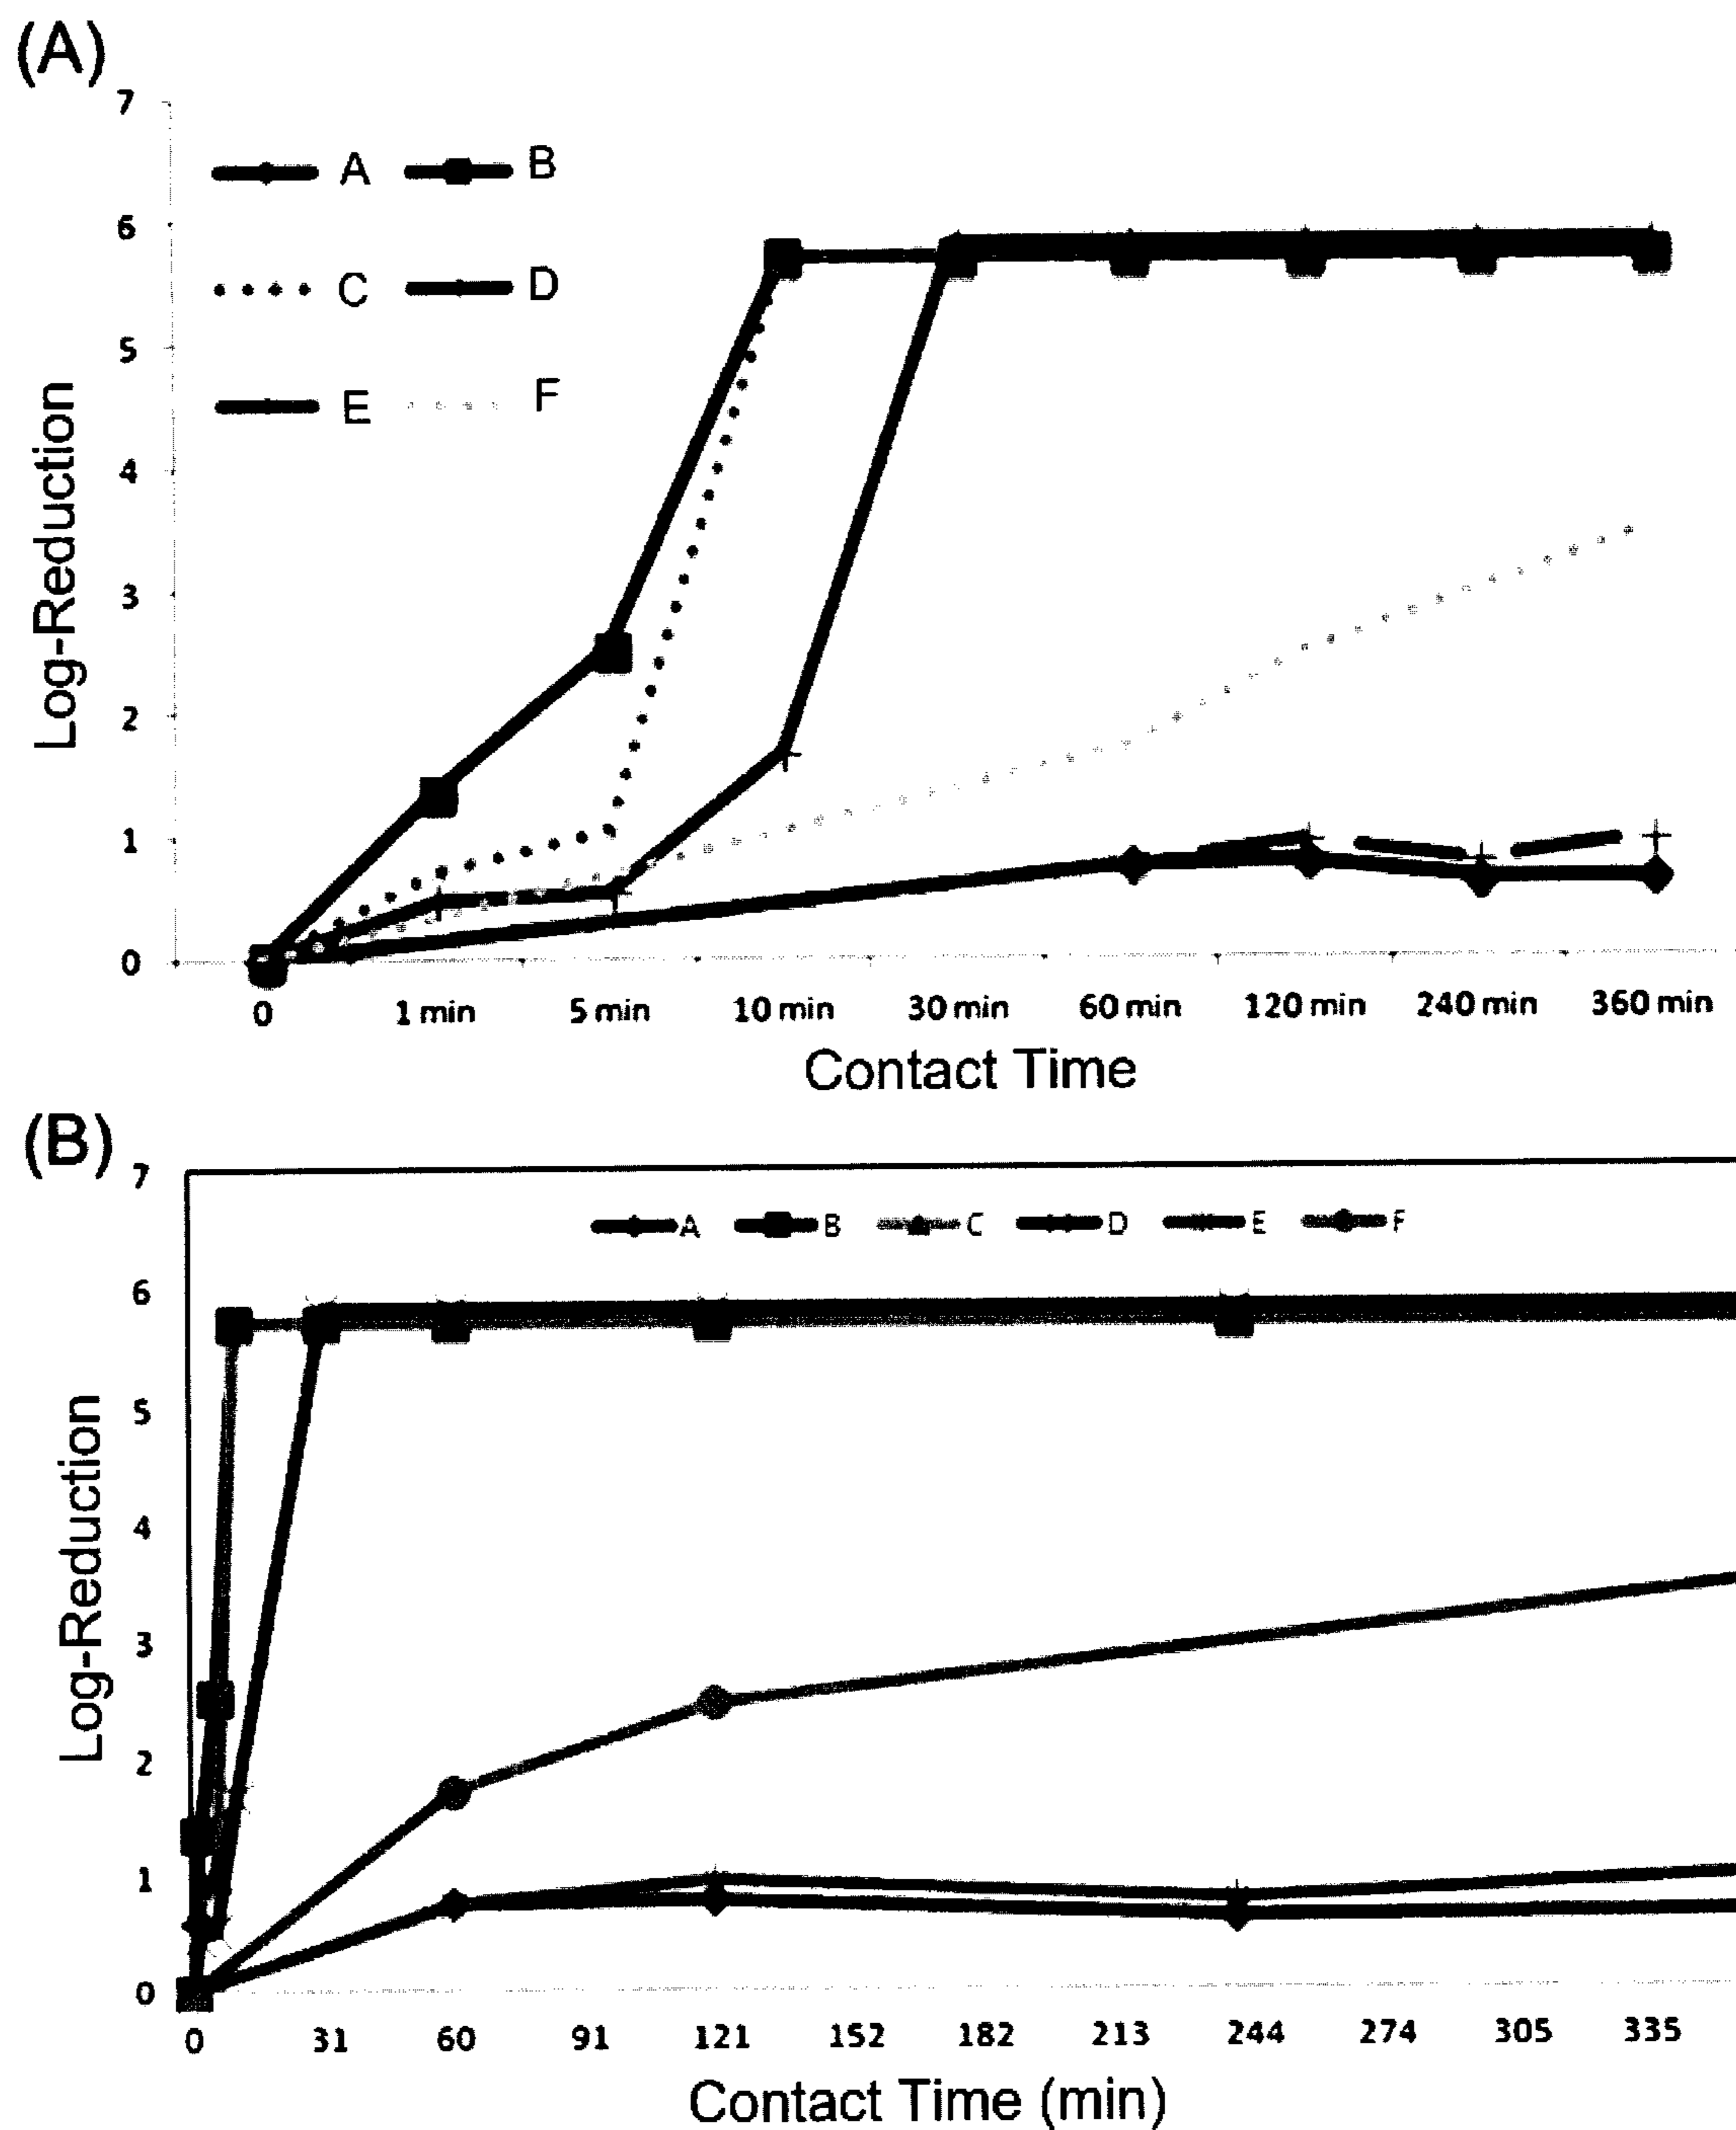 (A)
7
A B
6
C D
5
E F
4
3
2
1
0
Log-Reduction
0 1 min 5 min 10 min 30 min 60 min 120 min 240 min 360 min
Contact Time
(B)
7
A B C D E F
6
5
4
3
2
1
0
Log-Reduction
0 31 60 91 121 152 182 213 244 274 305 335
Contact Time (min)